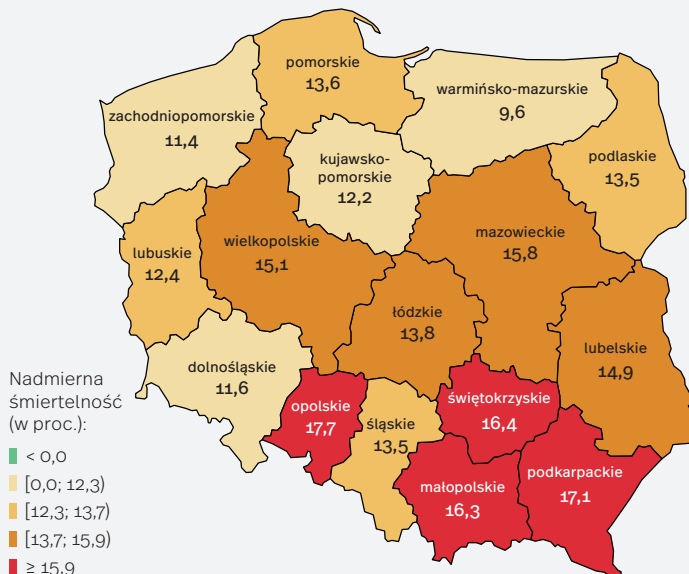 pomorskie
13,6
warmińsko-mazurskie
9,6
zachodniopomorskie
11,4
kujawsko-
pomorskie
12,2
podlaskie
13,5
lubuskie
12,4
wielkopolskie
15,1
mazowieckie
15,8
łódzkie
13,8
lubelskie
14,9
dolnośląskie
11,6
opolskie
17,7
śląskie
13,5
świętokrzyskie
16,4
małopolskie
16,3
podkarpackie
17,1
Nadmierna
śmiertelność
(w proc.):
< 0,0
[0,0; 12,3)
[12,3; 13,7)
[13,7; 15,9)
≥ 15,9